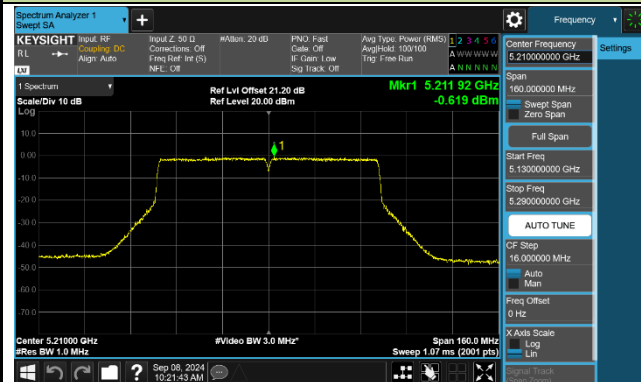 Spectrum Analyzer 1
Swept SA
Frequency
KEYSIGHT
RL
LXI
Input: RF
Coupling: DC
Align: Auto
Input Z: 50 Ω
Corrections: Off
Freq Ref: Int (S)
NFE: Off
#Atten: 20 dB
PNO: Fast
Gate: Off
IF Gain: Low
Sig Track: Off
Avg Type: Power (RMS)
Avg|Hold: 100/100
Trig: Free Run
1 2 3 4 5 6
A W W W W W
A N N N N N
1 Spectrum
Scale/Div 10 dB
Log
Ref Lvl Offset 21.20 dB
Ref Level 20.00 dBm
Mkr1 5.211 92 GHz
-0.619 dBm
1
10.0
0.00
-10.0
-20.0
-30.0
-40.0
-50.0
-60.0
-70.0
Center 5.21000 GHz
#Res BW 1.0 MHz
#Video BW 3.0 MHz*
Span 160.0 MHz
Sweep 1.07 ms (2001 pts)
Sep 08, 2024
10:21:43 AM
Center Frequency
5.210000000 GHz
Span
160.000000 MHz
Swept Span
Zero Span
Full Span
Start Freq
5.130000000 GHz
Stop Freq
5.290000000 GHz
AUTO TUNE
CF Step
16.000000 MHz
Auto
Man
Freq Offset
0 Hz
X Axis Scale
Log
Lin
Signal Track
(Span Zoom)
Settings